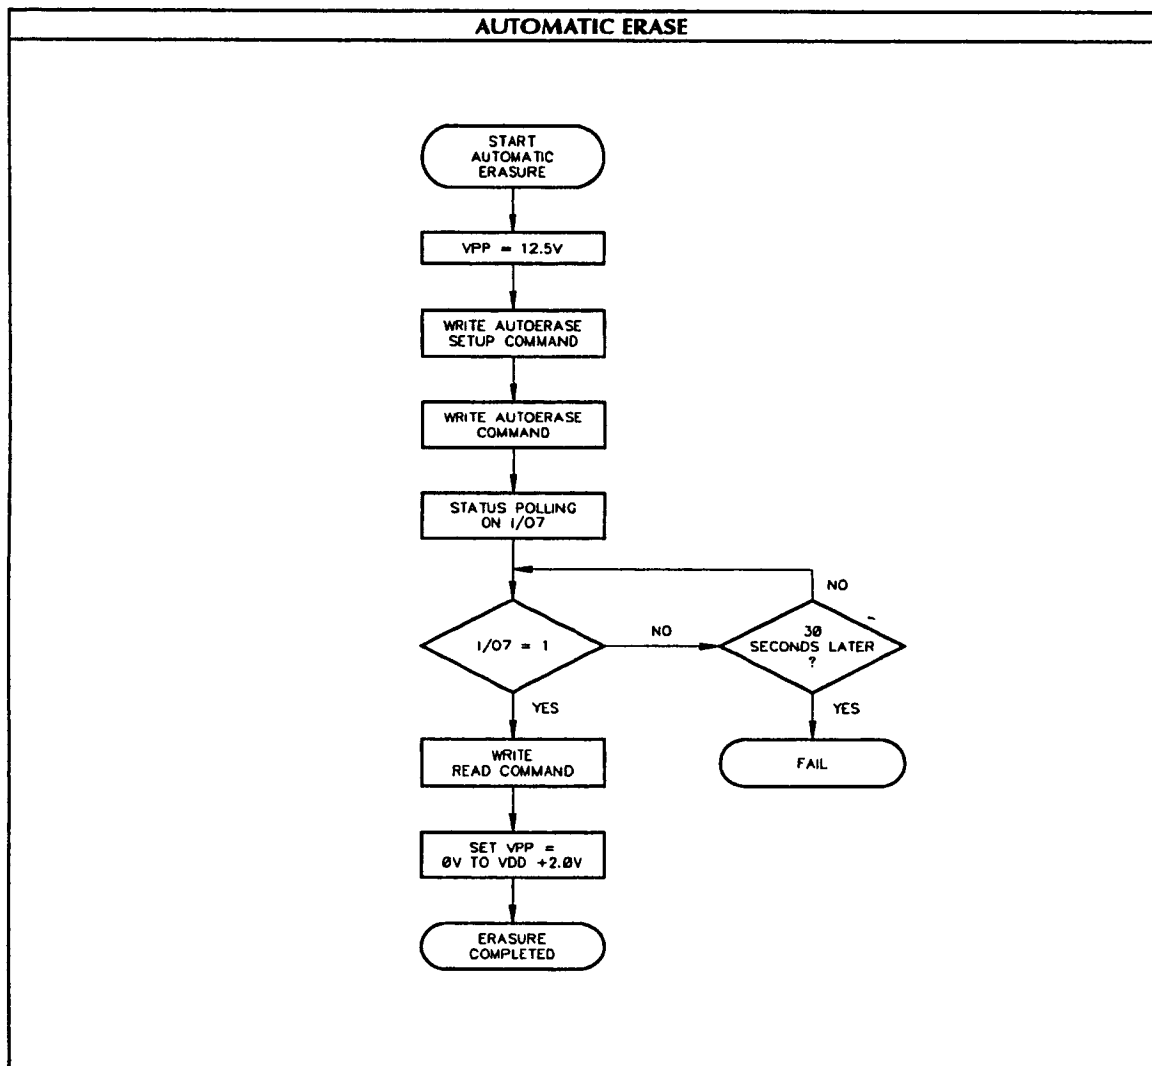 AUTOMATIC ERASE
START
AUTOMATIC
ERASURE
VPP = 12.5V
WRITE AUTOERASE
SETUP COMMAND
WRITE AUTOERASE
COMMAND
STATUS POLLING
ON I/O7
NO
I/O7 = 1
NO
30
SECONDS LATER
?
YES
YES
WRITE
READ COMMAND
FAIL
SET VPP =
0V TO VDD +2.0V
ERASURE
COMPLETED